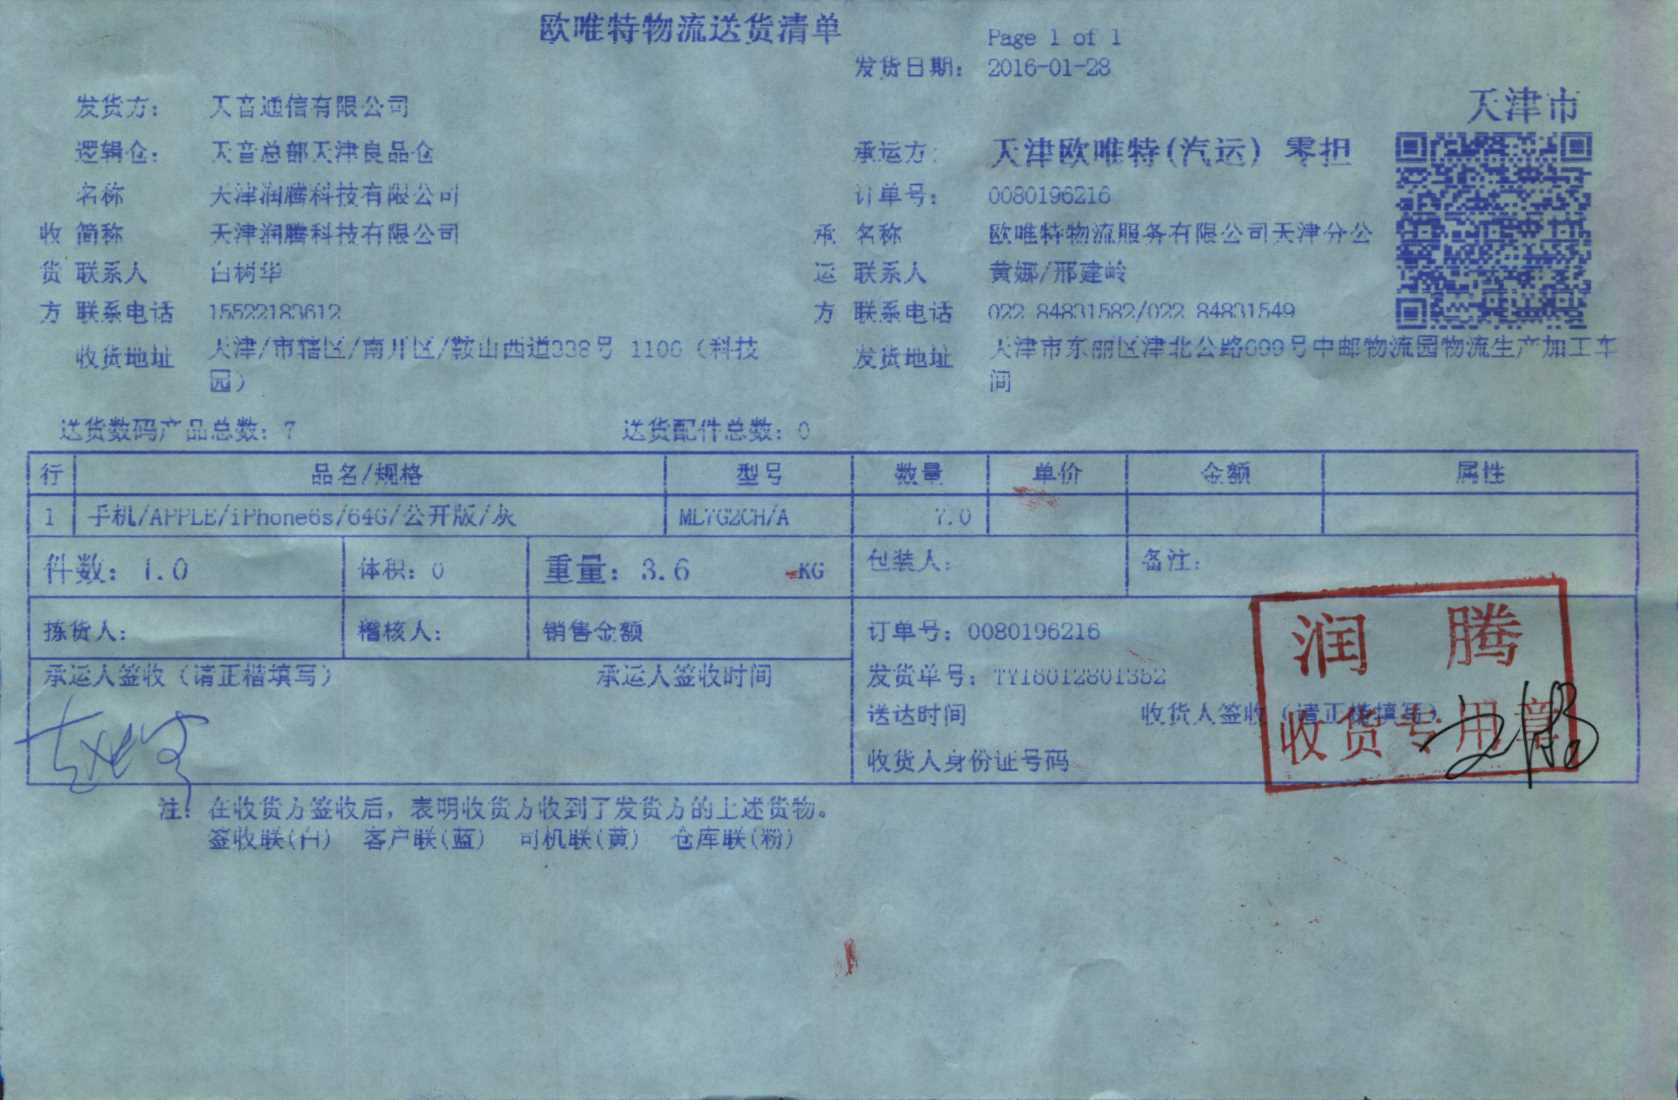 欧唯特物流送货清单
Page 1 of 1
发货日期: 2016-01-28
发货方: 天音通信有限公司
天津市
逻辑仓: 天音总部天津良品仓 承运方: 天津欧唯特(汽运) 零担
名称 天津润腾科技有限公司 订单号: 0080196216
收 简称 天津润腾科技有限公司 承 名称 欧唯特物流服务有限公司天津分公
货 联系人 白树华 运 联系人 黄娜/邢建岭
方 联系电话 15522183612 方 联系电话 022 84831582/022 84831549
收货地址 天津/市辖区/南开区/鞍山西道338号 1106（科技 发货地址 天津市东丽区津北公路699号中邮物流园物流生产加工车
园） 间
送货数码产品总数: 7 送货配件总数: 0
行 品名/规格 型号 数量 单价 金额 属性
1 手机/APPLE/iPhone6s/64G/公开版/灰 ML7G2CH/A 7.0
件数: 1.0 体积: 0 重量: 3.6 KG 包装人: 备注:
拣货人: 稽核人: 销售金额 订单号: 0080196216
承运人签收（请正楷填写） 承运人签收时间 发货单号: TY16012801352
送达时间 收货人签收（请正楷填写）
收货人身份证号码
润腾
收货专用章
注: 在收货方签收后, 表明收货方收到了发货方的上述货物。
签收联(白) 客户联(蓝) 司机联(黄) 仓库联(粉)